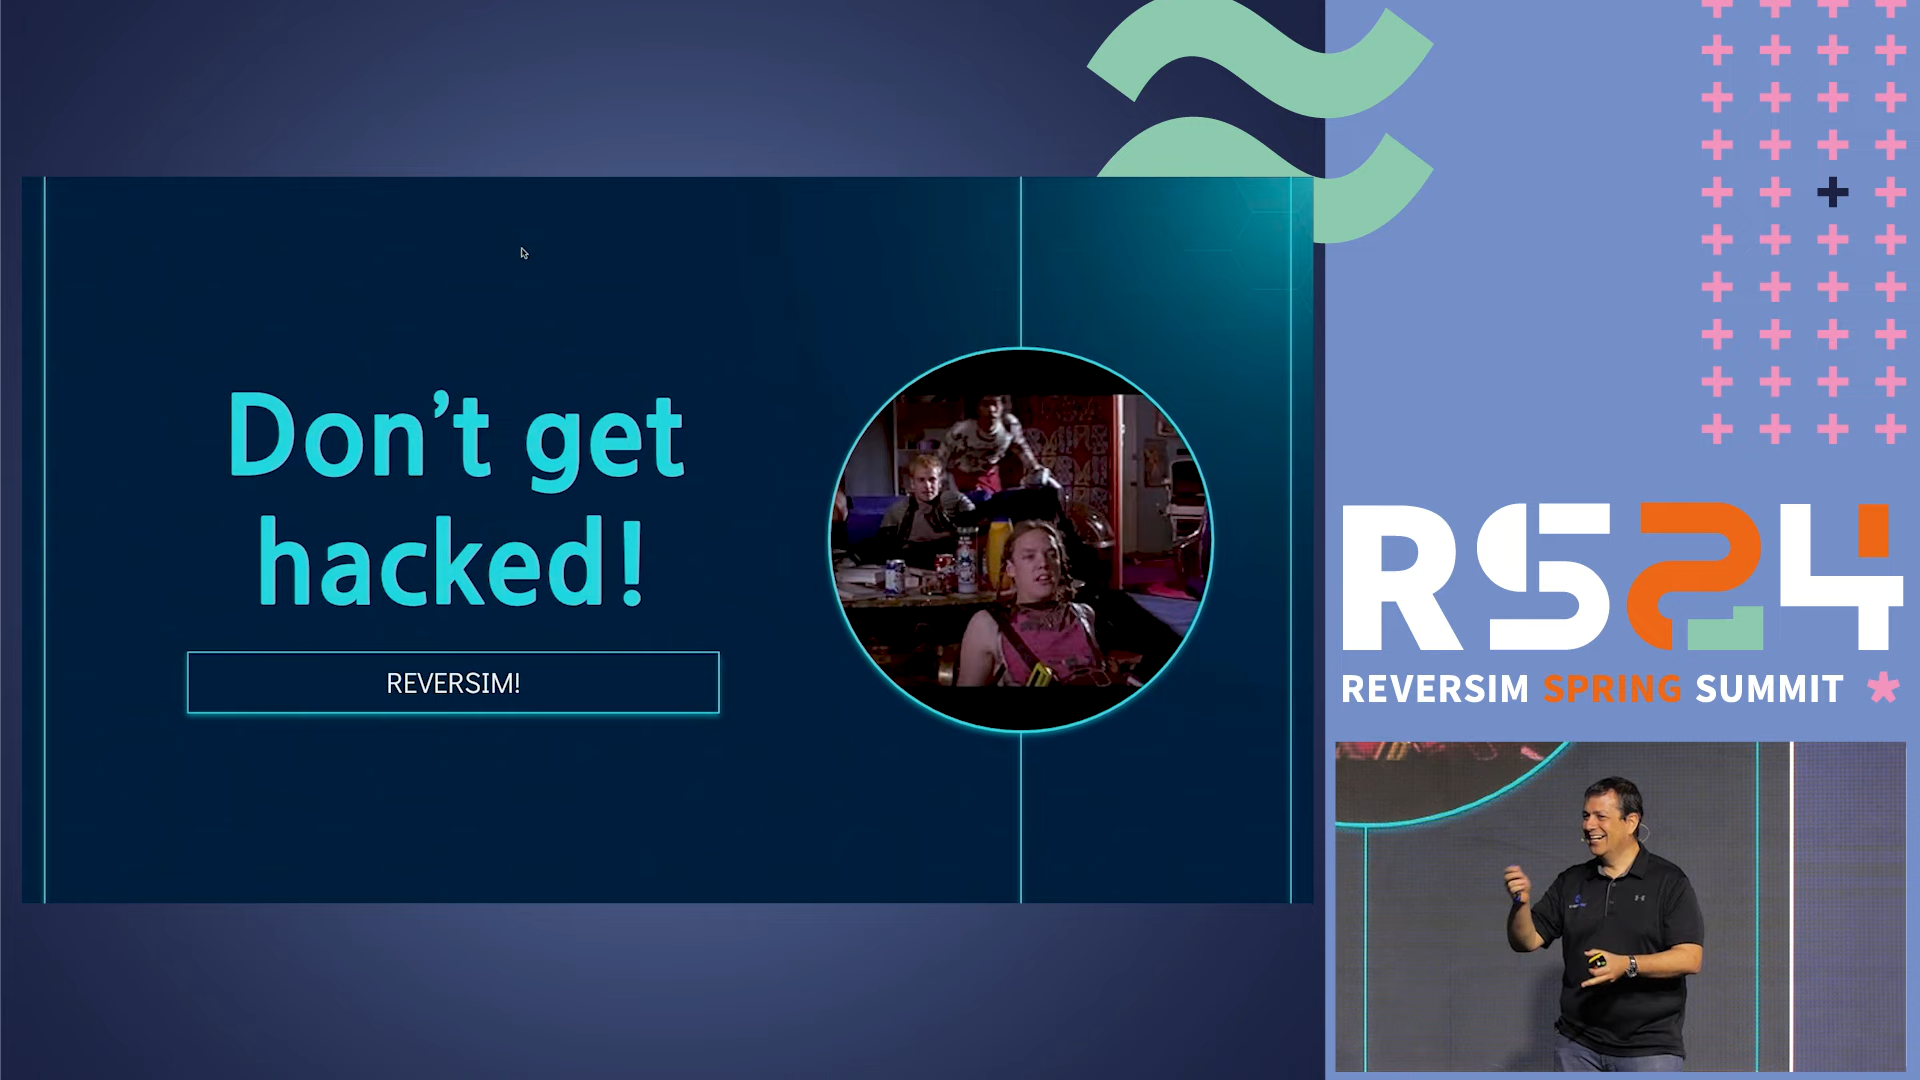 Don't get
hacked!
REVERSIM!
RS24
REVERSIM SPRING SUMMIT